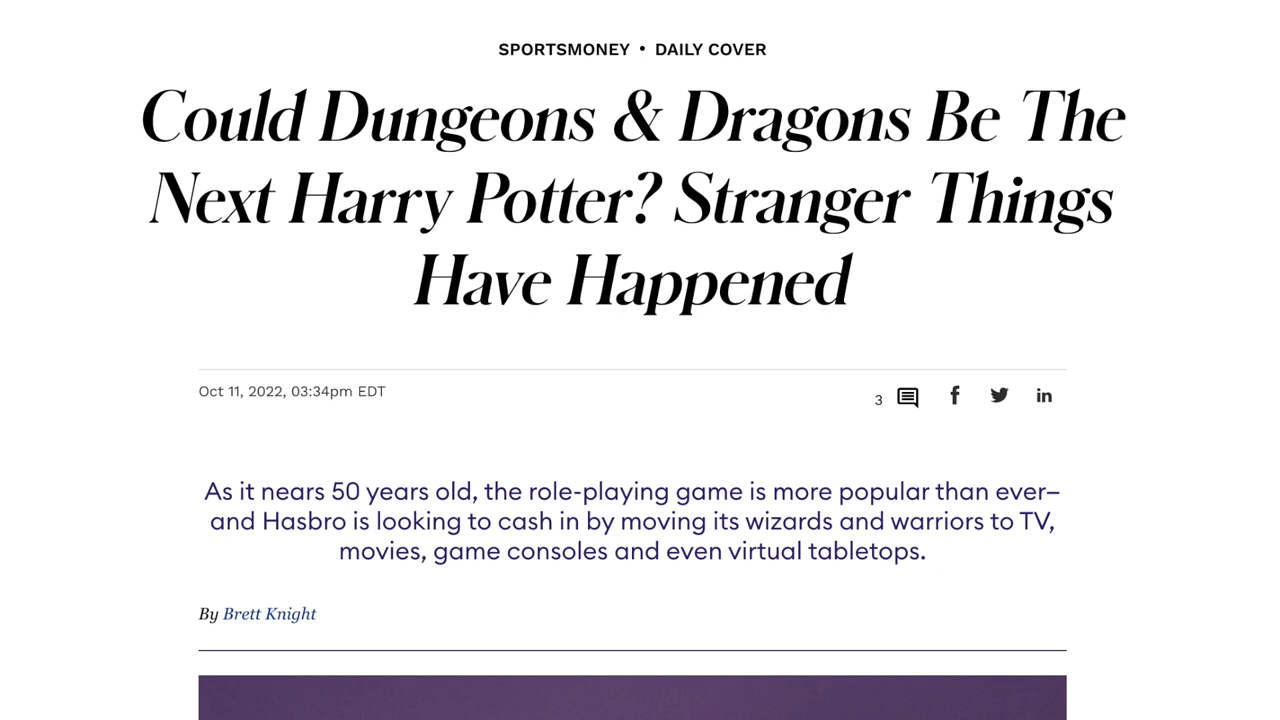 SPORTSMONEY • DAILY COVER
Could Dungeons & Dragons Be The
Next Harry Potter? Stranger Things
Have Happened
Oct 11, 2022, 03:34pm EDT
3
As it nears 50 years old, the role-playing game is more popular than ever—
and Hasbro is looking to cash in by moving its wizards and warriors to TV,
movies, game consoles and even virtual tabletops.
By Brett Knight